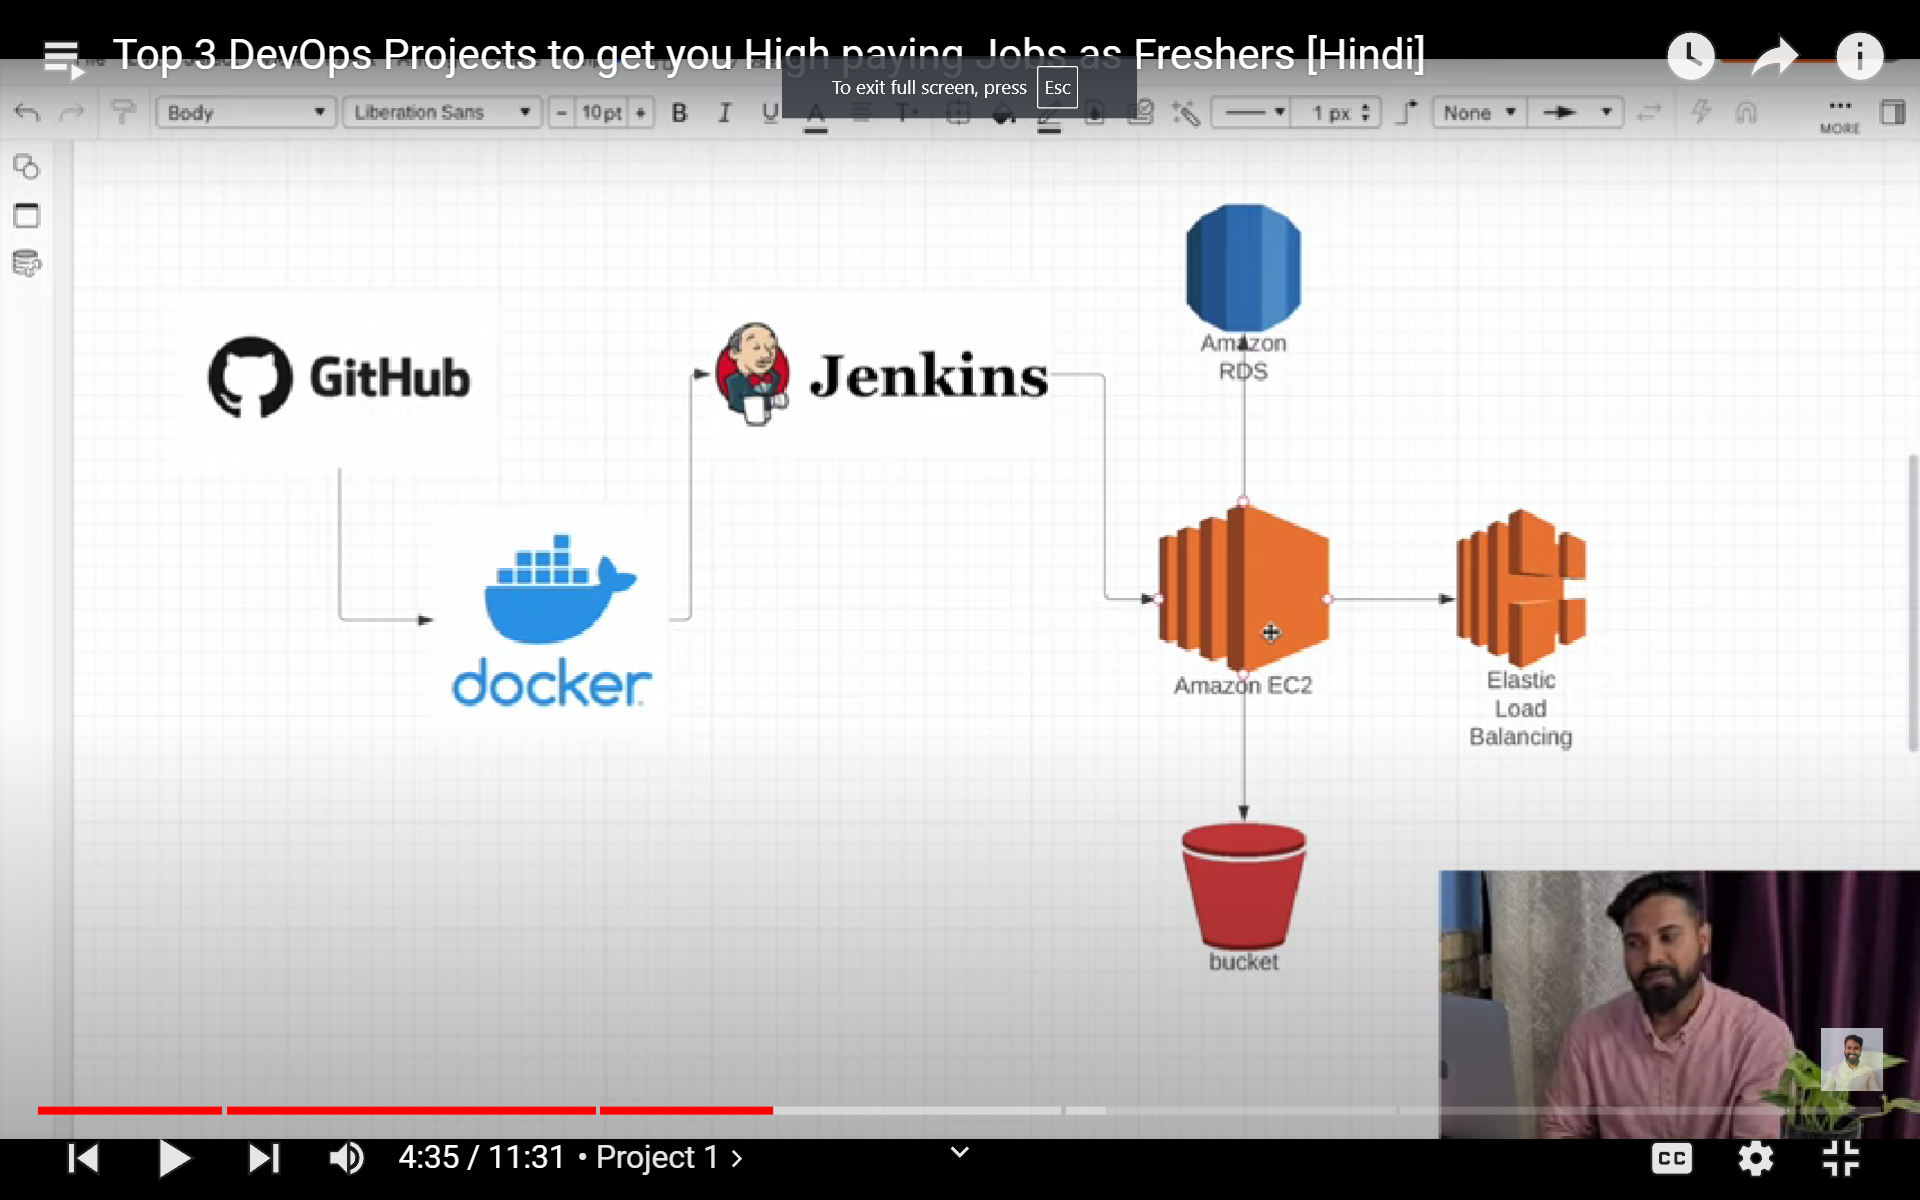 Top 3 DevOps Projects to get you High paying Jobs as Freshers [Hindi]
To exit full screen, press Esc
Body
Liberation Sans
- 10pt +
B I U A T
1 px
None
MORE
GitHub
docker
Jenkins
Amazon
RDS
Amazon EC2
Elastic
Load
Balancing
bucket
4:35 / 11:31 • Project 1 >
CC